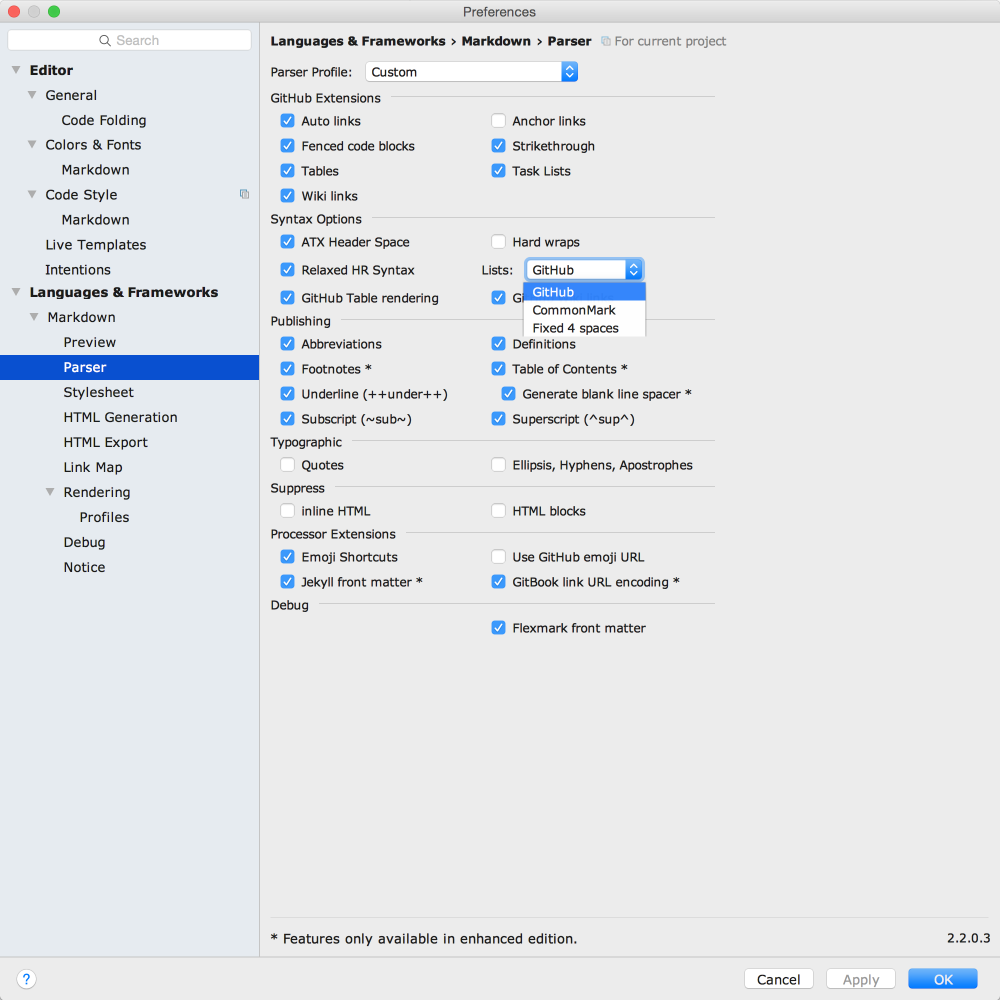 Preferences
Search
Editor
General
Code Folding
Colors & Fonts
Markdown
Code Style
Markdown
Live Templates
Intentions
Languages & Frameworks
Markdown
Preview
Parser
Stylesheet
HTML Generation
HTML Export
Link Map
Rendering
Profiles
Debug
Notice
Languages & Frameworks › Markdown › Parser For current project
Parser Profile: Custom
GitHub Extensions
Auto links Anchor links
Fenced code blocks Strikethrough
Tables Task Lists
Wiki links
Syntax Options
ATX Header Space Hard wraps
Relaxed HR Syntax Lists: GitHub
GitHub
CommonMark
Fixed 4 spaces
GitHub Table rendering
Publishing
Abbreviations Definitions
Footnotes * Table of Contents *
Underline (++under++) Generate blank line spacer *
Subscript (~sub~) Superscript (^sup^)
Typographic
Quotes Ellipsis, Hyphens, Apostrophes
Suppress
inline HTML HTML blocks
Processor Extensions
Emoji Shortcuts Use GitHub emoji URL
Jekyll front matter * GitBook link URL encoding *
Debug
Flexmark front matter
* Features only available in enhanced edition. 2.2.0.3
? Cancel Apply OK